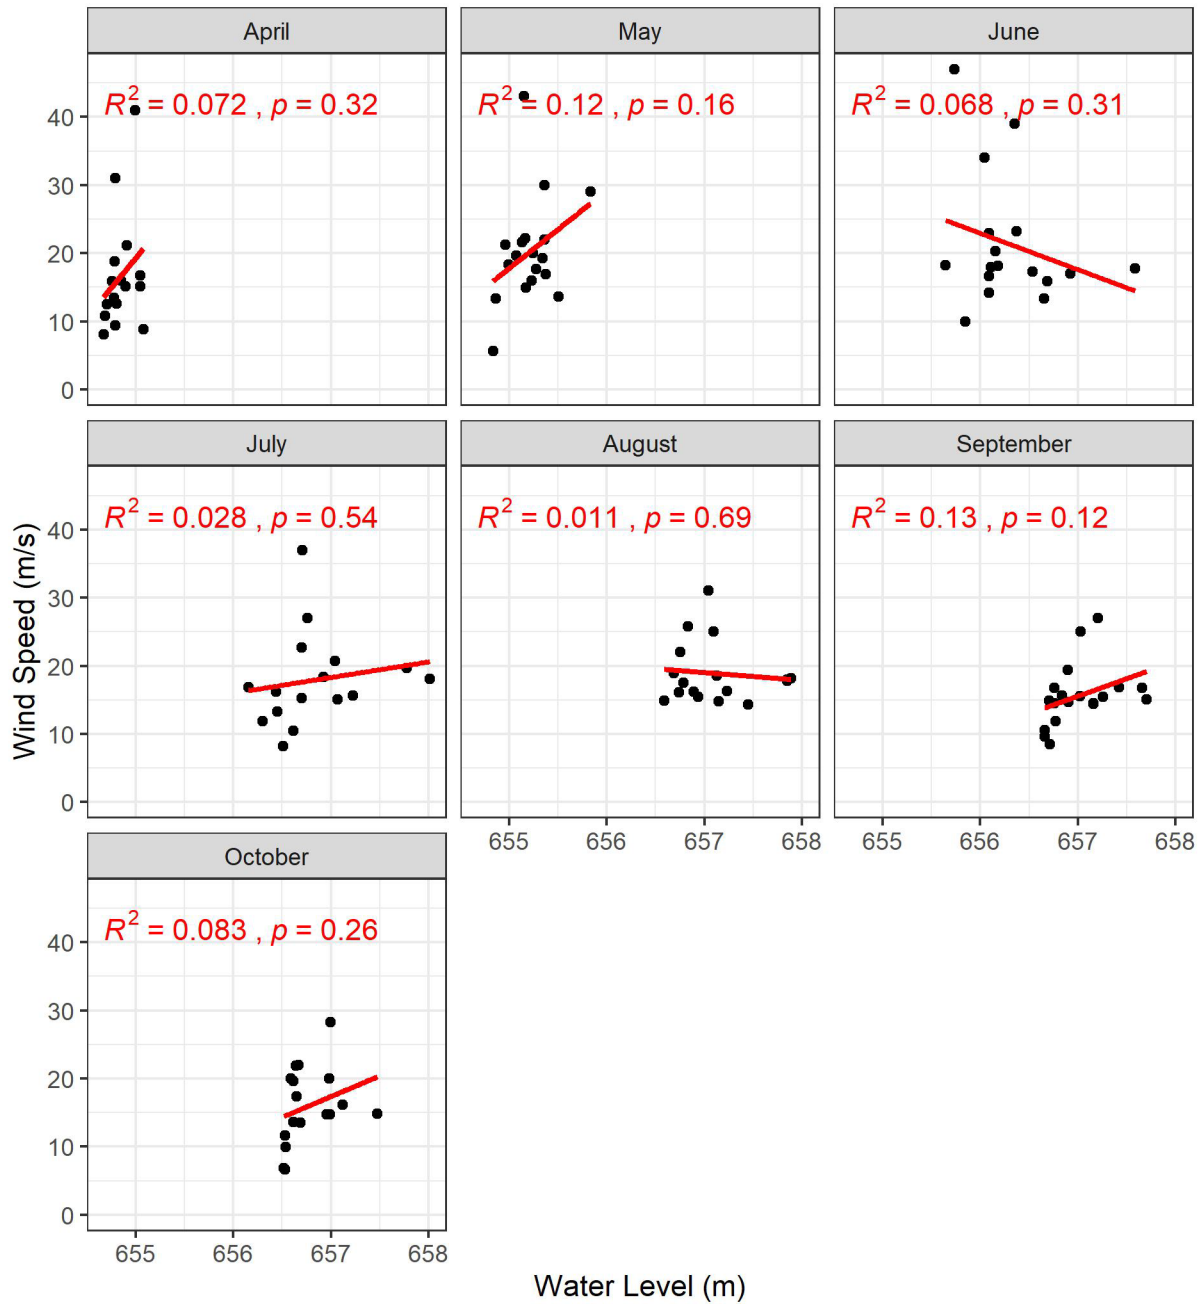 April
May
June
R² = 0.072 , p = 0.32
R² = 0.12 , p = 0.16
R² = 0.068 , p = 0.31
40
30
20
10
0
July
August
September
R² = 0.028 , p = 0.54
R² = 0.011 , p = 0.69
R² = 0.13 , p = 0.12
40
30
20
10
0
655 656 657 658
655 656 657 658
October
R² = 0.083 , p = 0.26
40
30
20
10
0
655 656 657 658
Wind Speed (m/s)
Water Level (m)